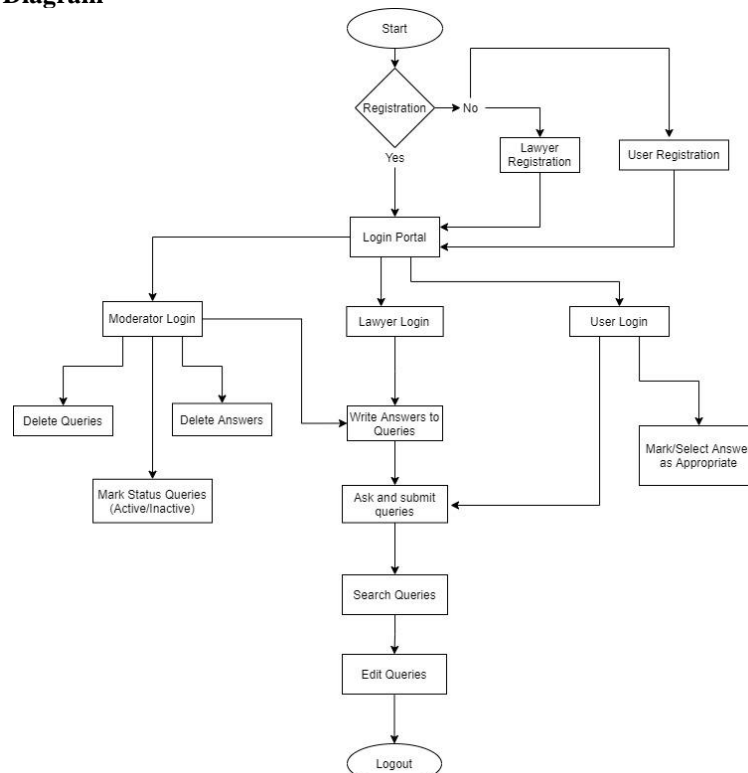 Diagram
Start
Registration
No
Yes
Lawyer
Registration
User Registration
Login Portal
Moderator Login
Lawyer Login
User Login
Delete Queries
Delete Answers
Write Answers to
Queries
Mark/Select Answe
as Appropriate
Mark Status Queries
(Active/Inactive)
Ask and submit
queries
Search Queries
Edit Queries
Logout